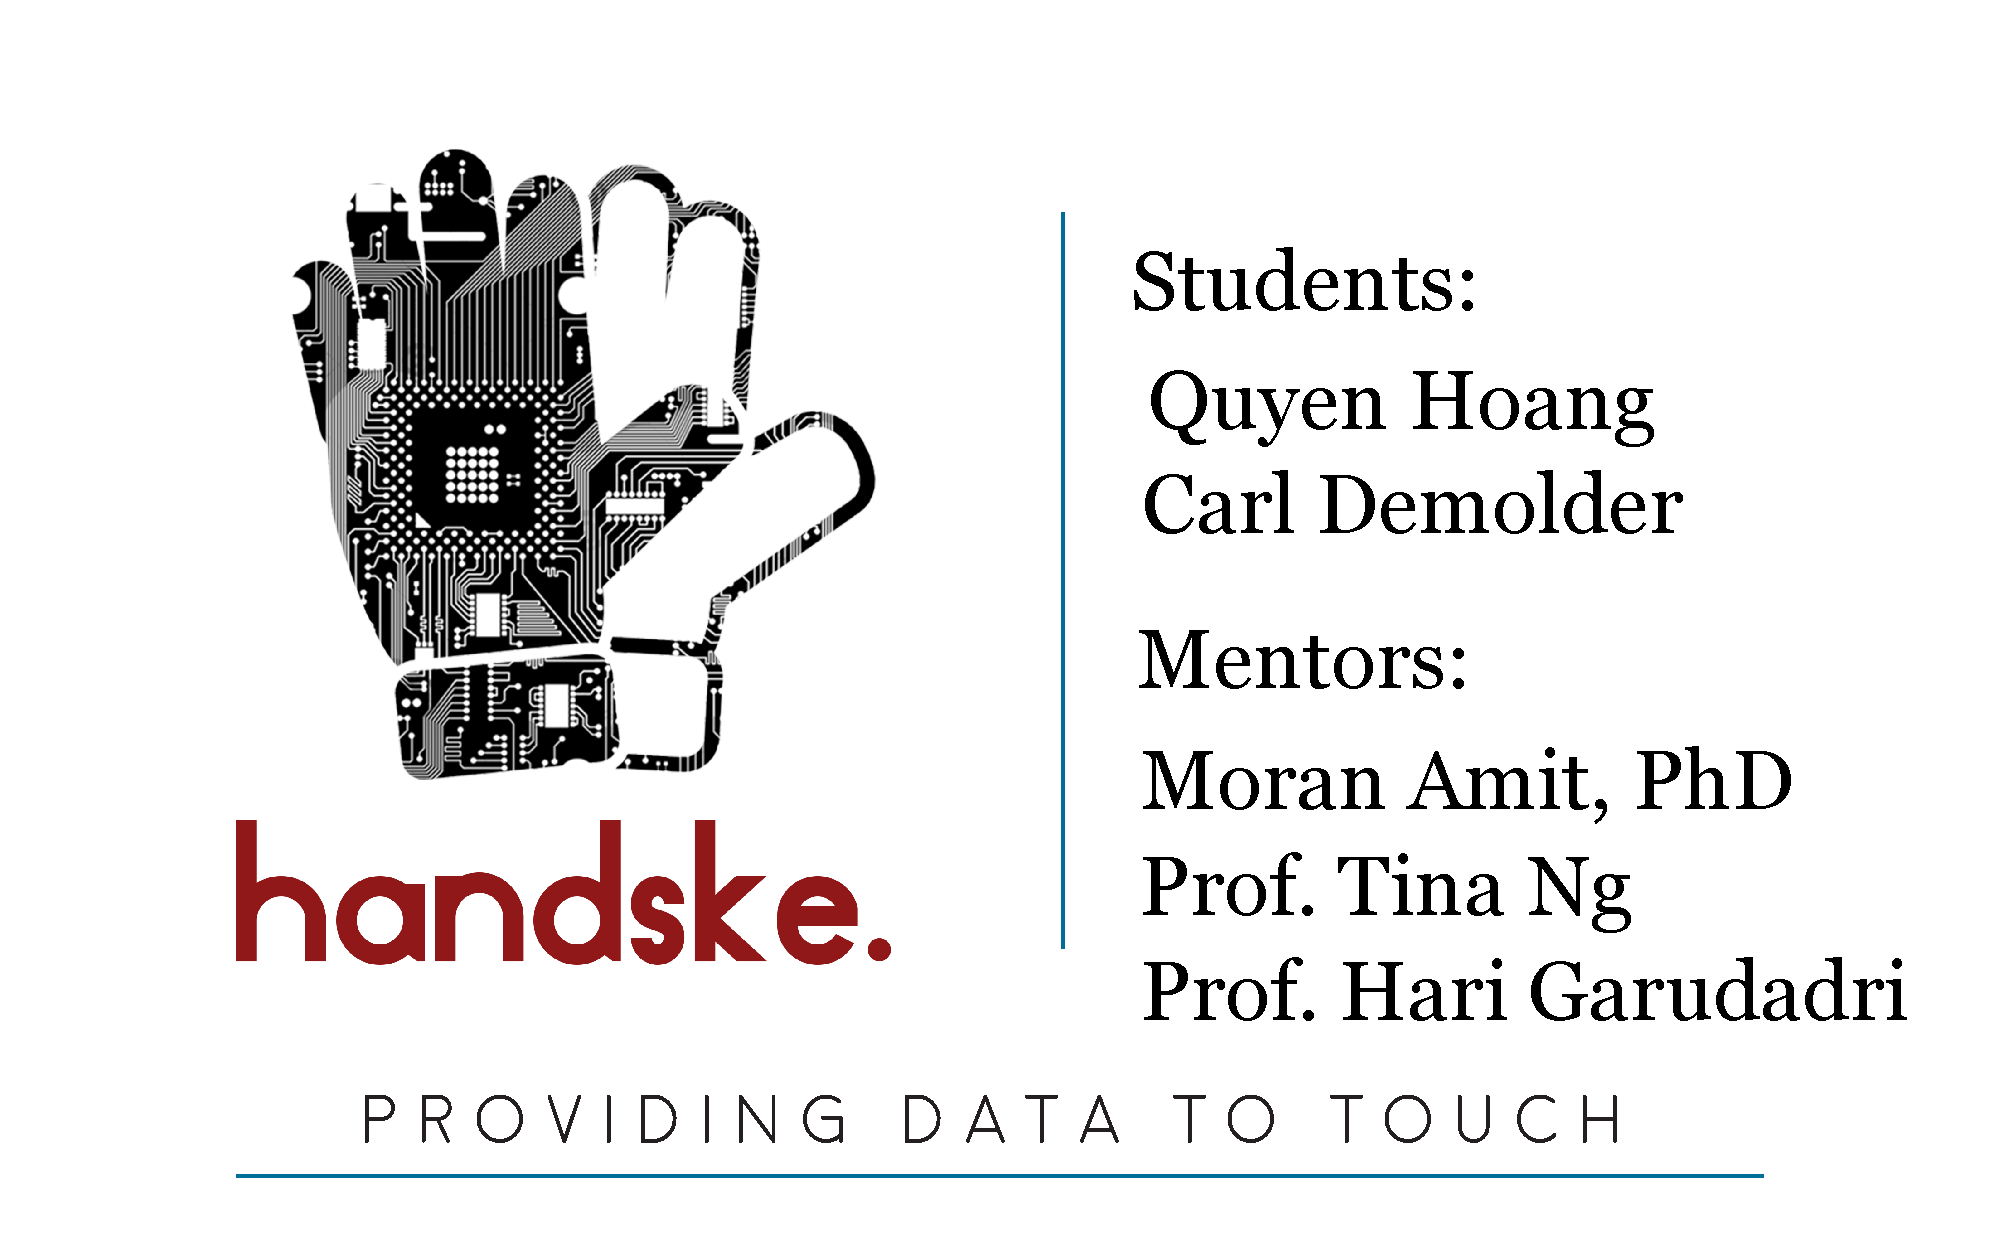 handske.
Students:
Quyen Hoang
Carl Demolder
Mentors:
Moran Amit, PhD
Prof. Tina Ng
Prof. Hari Garudadri
PROVIDING DATA TO TOUCH